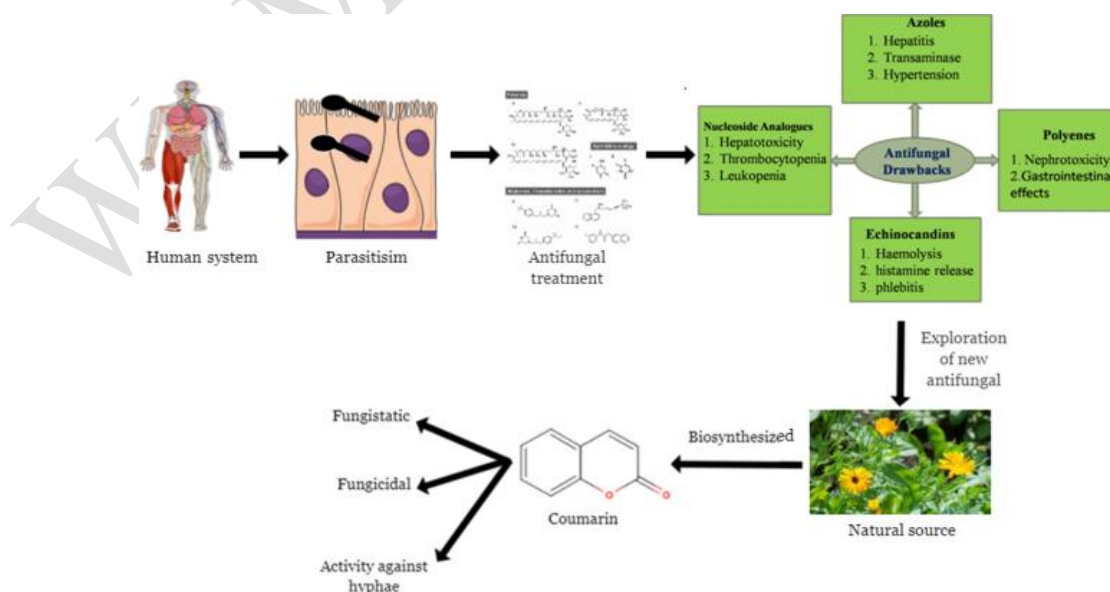 Azoles
1. Hepatitis
2. Transaminase
3. Hypertension
Nucleoside Analogues
1. Hepatotoxicity
2. Thrombocytopenia
3. Leukopenia
Antifungal
Drawbacks
Polyenes
1. Nephrotoxicity
2.Gastrointestina
effects
Echinocandins
1. Haemolysis
2. histamine release
3. phlebitis
Human system
Parasitisim
Antifungal
treatment
Exploration
of new
antifungal
Fungistatic
Fungicidal
Activity against
hyphae
O
O
Coumarin
Biosynthesized
Natural source